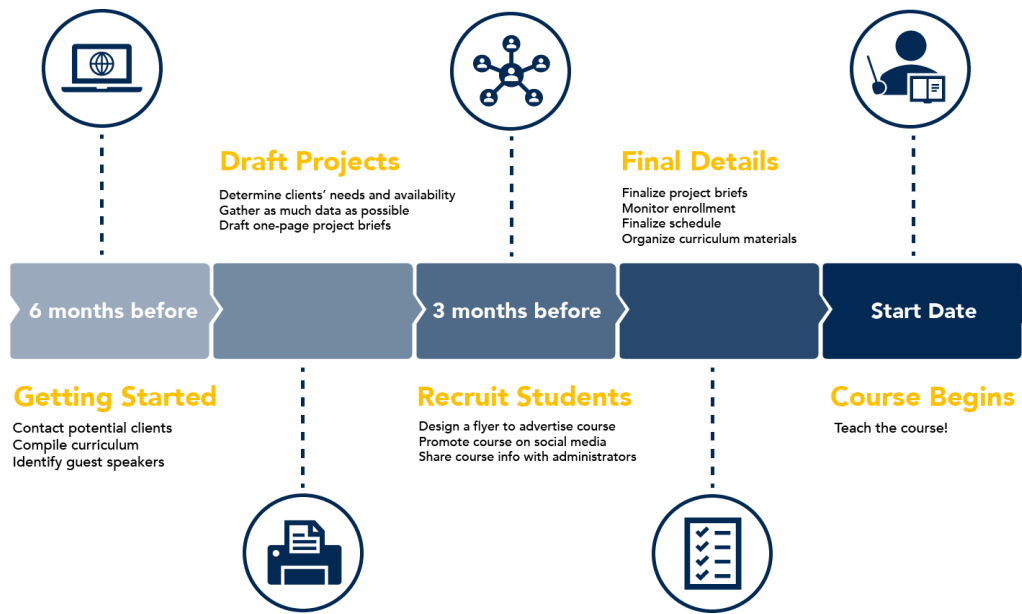 Draft Projects
Determine clients' needs and availability
Gather as much data as possible
Draft one-page project briefs
Final Details
Finalize project briefs
Monitor enrollment
Finalize schedule
Organize curriculum materials
6 months before
3 months before
Start Date
Getting Started
Contact potential clients
Compile curriculum
Identify guest speakers
Recruit Students
Design a flyer to advertise course
Promote course on social media
Share course info with administrators
Course Begins
Teach the course!